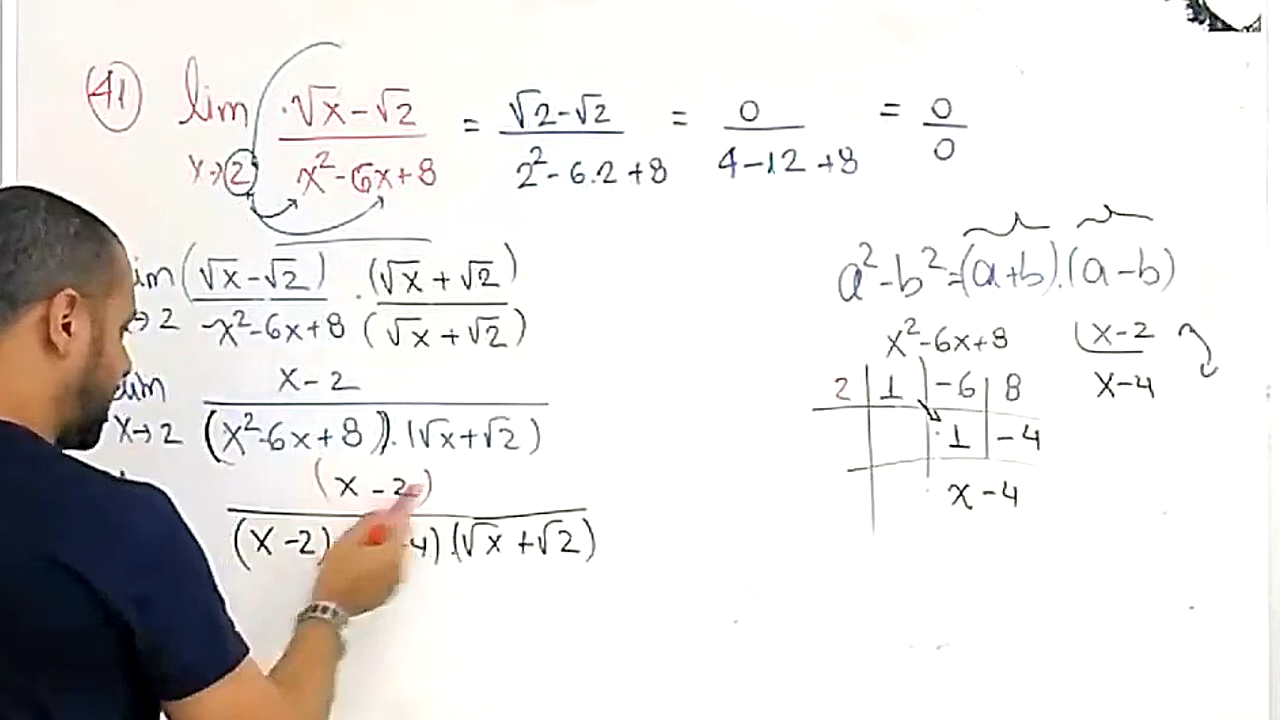 41) lim x→2 (√x - √2)/(x² - 6x + 8) = (√2 - √2)/(2² - 6.2 + 8) = 0/(4 - 12 + 8) = 0/0
x→2 (√x - √2)/(x² - 6x + 8) . (√x + √2)/(√x + √2)
x→2 (x - 2)/((x² - 6x + 8).(√x + √2))
(x - 2)/((x - 2) 4)(√x + √2))
a² - b² = (a+b).(a-b)
x² - 6x + 8 x-2
2 1 -6 8 x-4
1 -4
x - 4